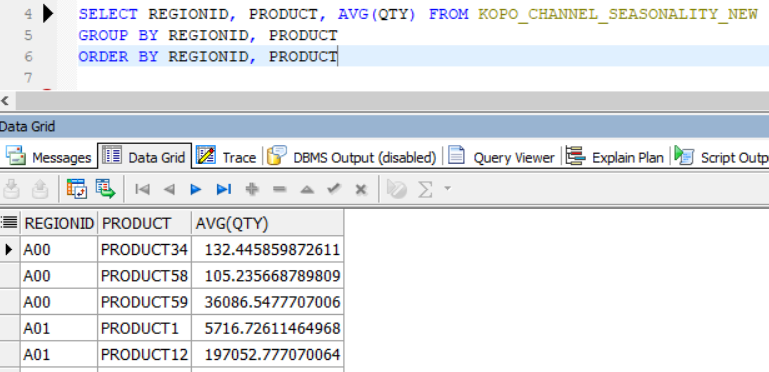 4 SELECT REGIONID, PRODUCT, AVG(QTY) FROM KOPO_CHANNEL_SEASONALITY_NEW
5 GROUP BY REGIONID, PRODUCT
6 ORDER BY REGIONID, PRODUCT
7
Data Grid
Messages Data Grid Trace DBMS Output (disabled) Query Viewer Explain Plan Script Outp
REGIONID PRODUCT AVG(QTY)
A00 PRODUCT34 132.445859872611
A00 PRODUCT58 105.235668789809
A00 PRODUCT59 36086.5477707006
A01 PRODUCT1 5716.72611464968
A01 PRODUCT12 197052.777070064